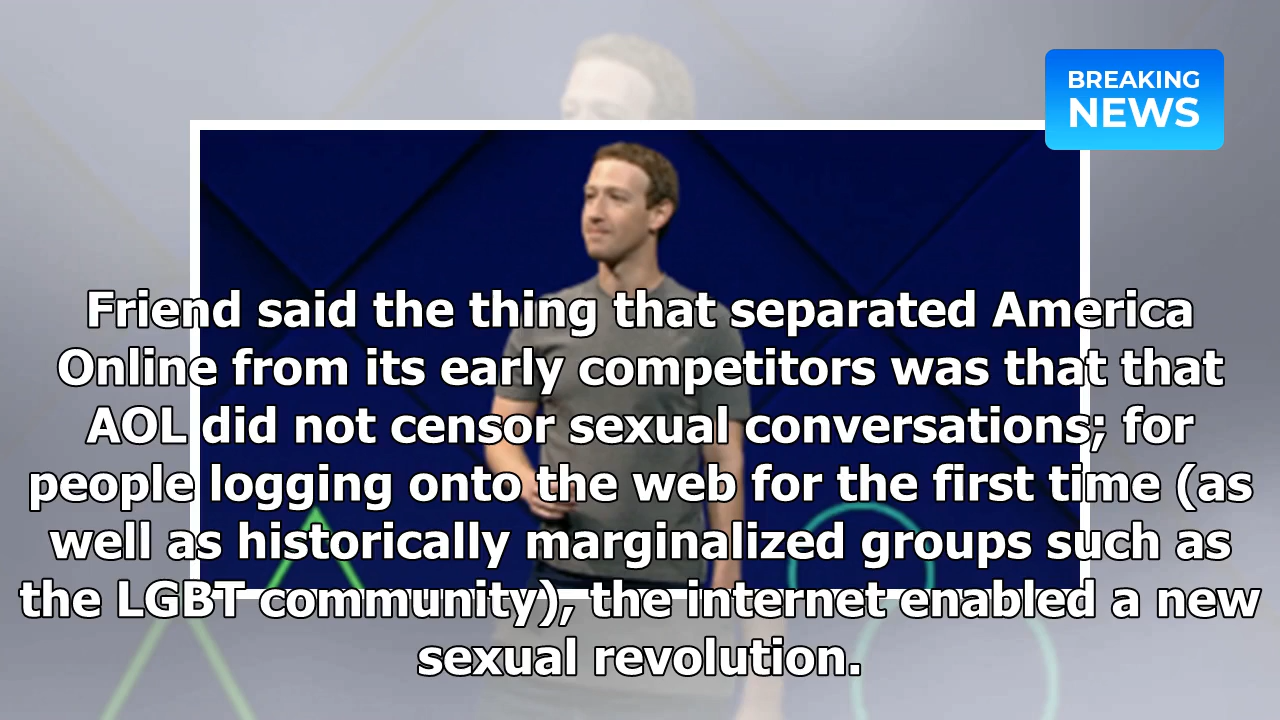 BREAKING
NEWS
Friend said the thing that separated America
Online from its early competitors was that that
AOL did not censor sexual conversations; for
people logging onto the web for the first time (as
well as historically marginalized groups such as
the LGBT community), the internet enabled a new
sexual revolution.